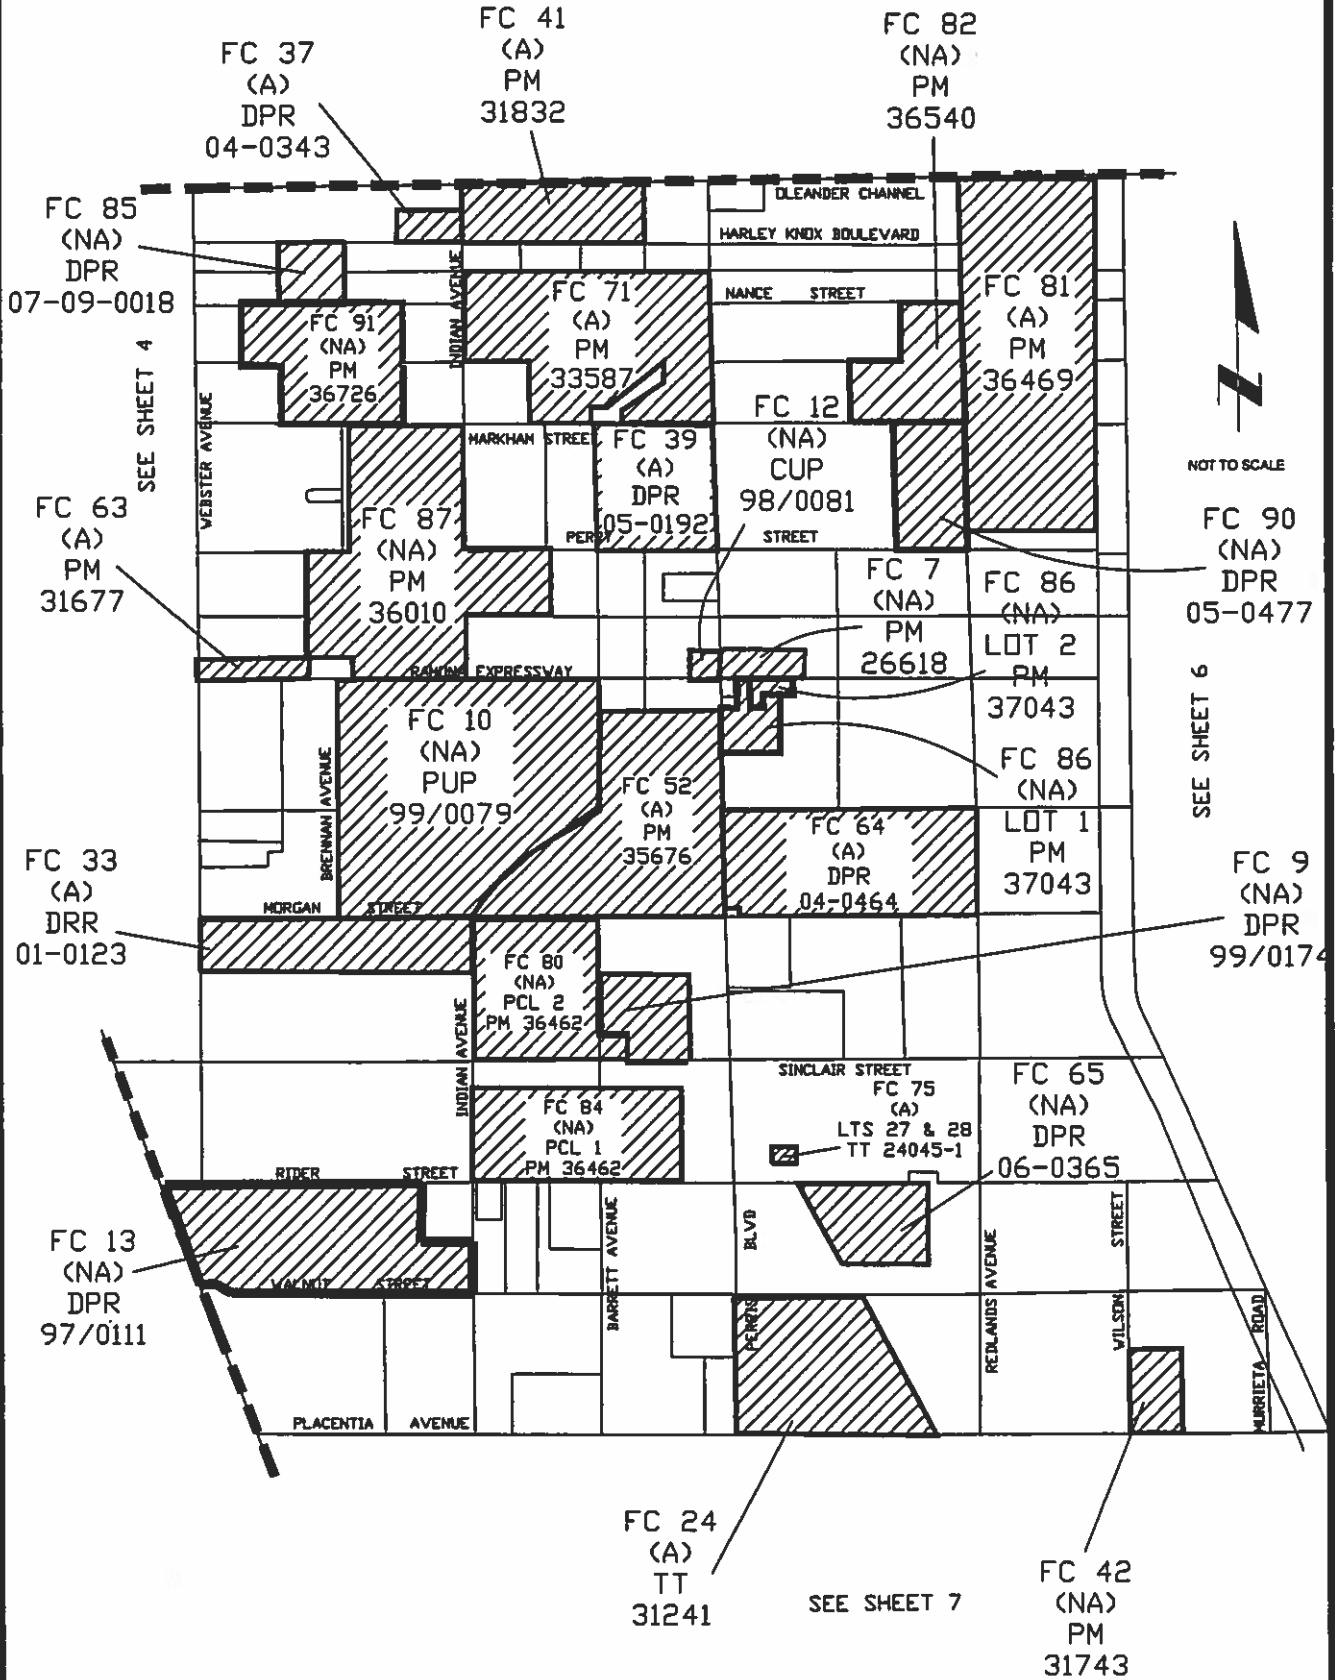 FC 41
(A)
PM
31832
FC 82
(NA)
PM
36540
FC 37
(A)
DPR
04-0343
OLEANDER CHANNEL
FC 85
(NA)
DPR
07-09-0018
HARLEY KNOX BOULEVARD
INDIAN AVENUE
FC 71
(A)
PM
33587
NANCE STREET
FC 81
(A)
PM
36469
FC 91
(NA)
PM
36726
SEE SHEET 4
WEBSTER AVENUE
NOT TO SCALE
MARKHAM STREET
FC 39
(A)
DPR
05-0192
FC 12
(NA)
CUP
98/0081
FC 63
(A)
PM
31677
FC 87
(NA)
PM
36010
PERRY STREET
FC 90
(NA)
DPR
05-0477
FC 7
(NA)
PM
26618
FC 86
(NA)
LOT 2
PM
37043
RAMONA EXPRESSWAY
SEE SHEET 6
FC 10
(NA)
PUP
99/0079
BRENNAN AVENUE
FC 52
(A)
PM
35676
FC 86
(NA)
LOT 1
PM
37043
FC 64
(A)
DPR
04-0464
FC 33
(A)
DRR
01-0123
MORGAN STREET
FC 9
(NA)
DPR
99/0174
FC 80
(NA)
PCL 2
PM 36462
INDIAN AVENUE
INDIAN AVENUE
SINCLAIR STREET
FC 75
(A)
LTS 27 & 28
TT 24045-1
FC 65
(NA)
DPR
06-0365
FC 84
(NA)
PCL 1
PM 36462
RIDER STREET
FC 13
(NA)
DPR
97/0111
WALNUT STREET
BARRETT AVENUE
PERRIS BLVD
REDLANDS AVENUE
WILSON STREET
MURRIETA ROAD
PLACENTIA AVENUE
FC 24
(A)
TT
31241
SEE SHEET 7
FC 42
(NA)
PM
31743